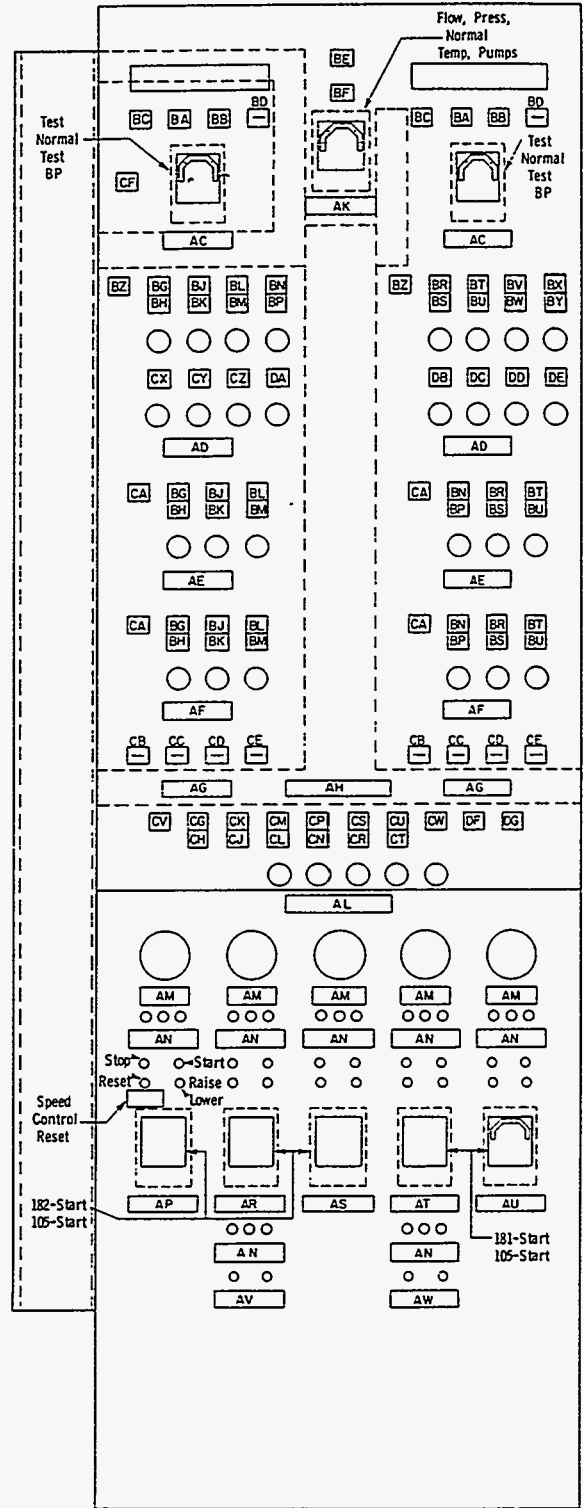 Flow, Press,
Normal
Temp, Pumps
BE
BF
BC BA BB BD
BC BA BB BD
Test
Normal
Test
BP
Test
Normal
Test
BP
CF
AC
AK
AC
BZ BG BJ BL BN
BH BK BM BP
BZ BR BT BV BX
BS BU BW BY
CX CY CZ DA
DB DC DD DE
AD
AD
CA BG BJ BL
BH BK BM
CA BN BR BT
BP BS BU
AE
AE
CA BG BJ BL
BH BK BM
CA BN BR BT
BP BS BU
AF
AF
CB CC CD CE
CB CC CD CE
AG AH AG
CV CG CK CM CP CS CU CW DF DG
CH CJ CL CN CR CT
AL
AM AM AM AM AM
AN AN AN AN AN
Stop Start
Reset Raise
Lower
Speed
Control
Reset
AP AR AS AT AU
182-Start
105-Start
181-Start
105-Start
AN AN
AV AW